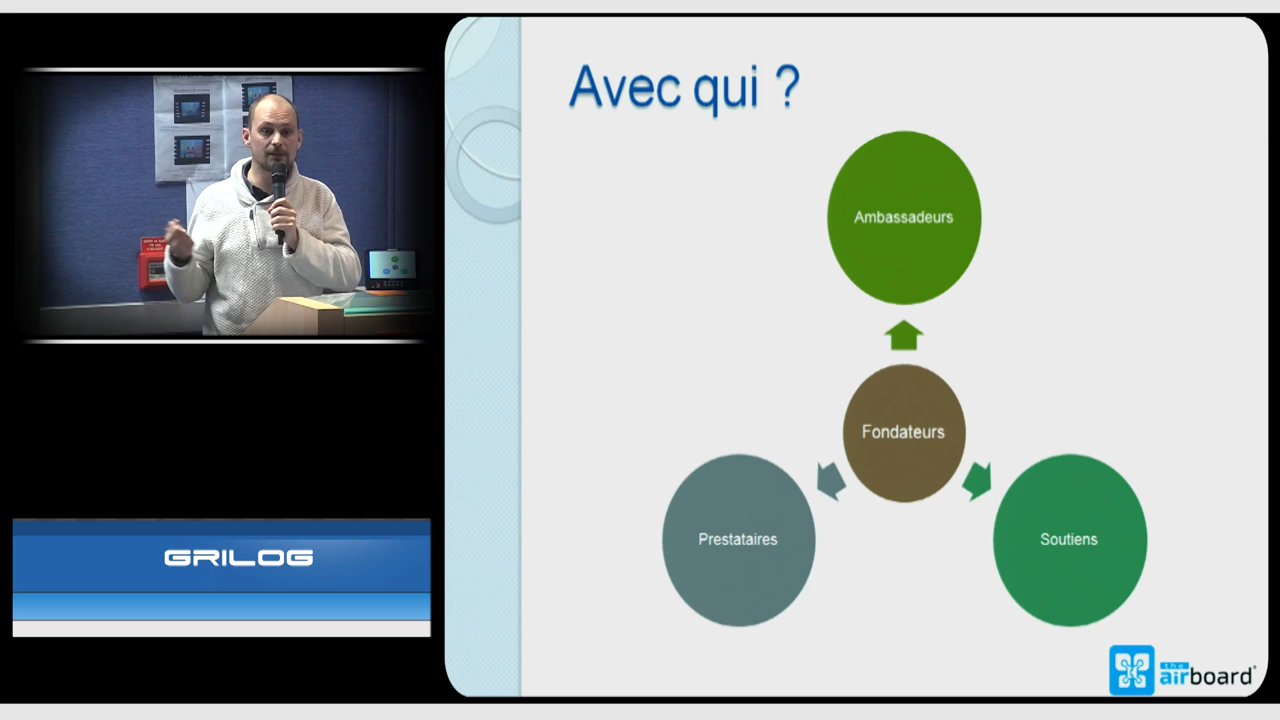 Avec qui ?
Ambassadeurs
Fondateurs
Prestataires
Soutiens
GRILOG
the
airboard